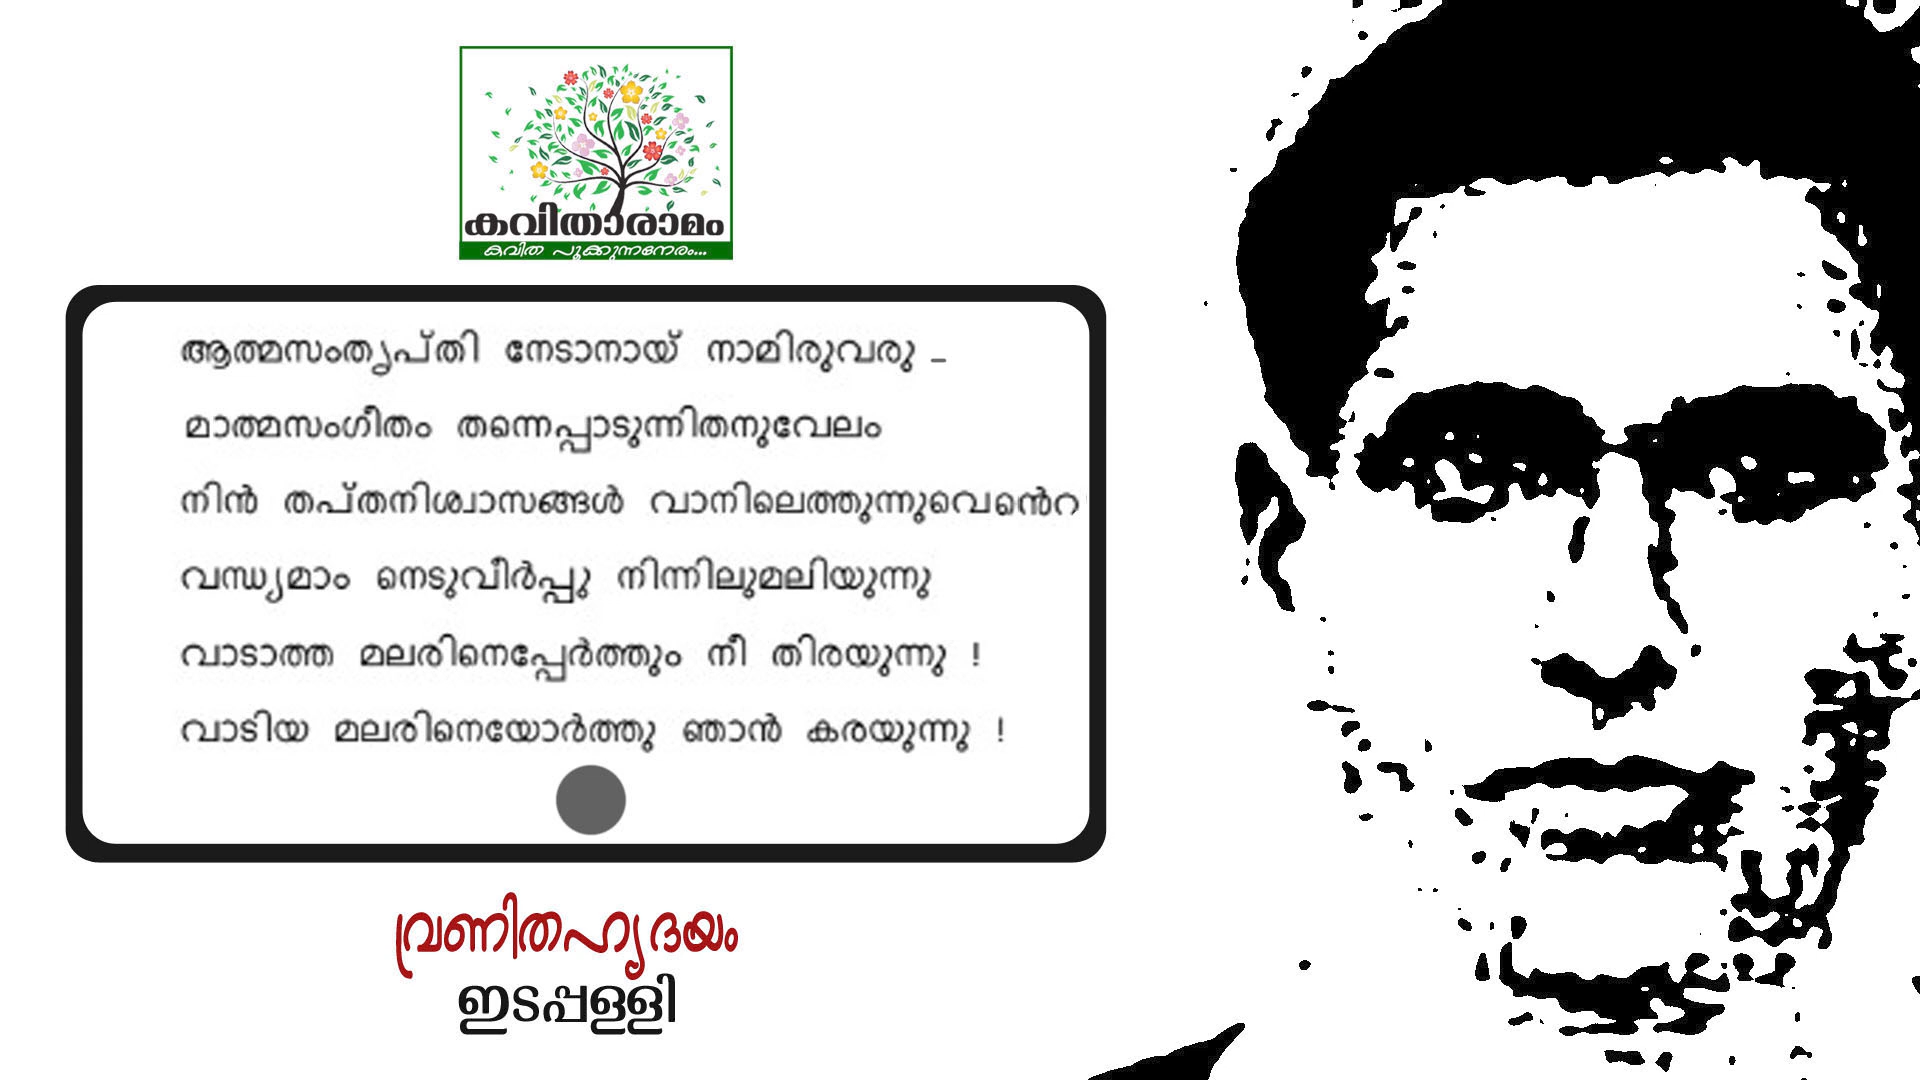 കവിതാരാമം
കവിത പൂക്കുന്നനേരം...
ആത്മസംതൃപ്തി നേടാനായ് നാമിരുവരു –
മാത്മസംഗീതം തന്നെപ്പാടുന്നിതനുവേലം
നിൻ തപ്തനിശ്വാസങ്ങൾ വാനിലെത്തുന്നുവെൻെറ
വന്ധ്യമാം നെടുവീർപ്പു നിന്നിലുമലിയുന്നു
വാടാത്ത മലരിനെപ്പേർത്തും നീ തിരയുന്നു !
വാടിയ മലരിനെയോർത്തു ഞാൻ കരയുന്നു !
വ്രണിതഹൃദയം
ഇടപ്പള്ളി